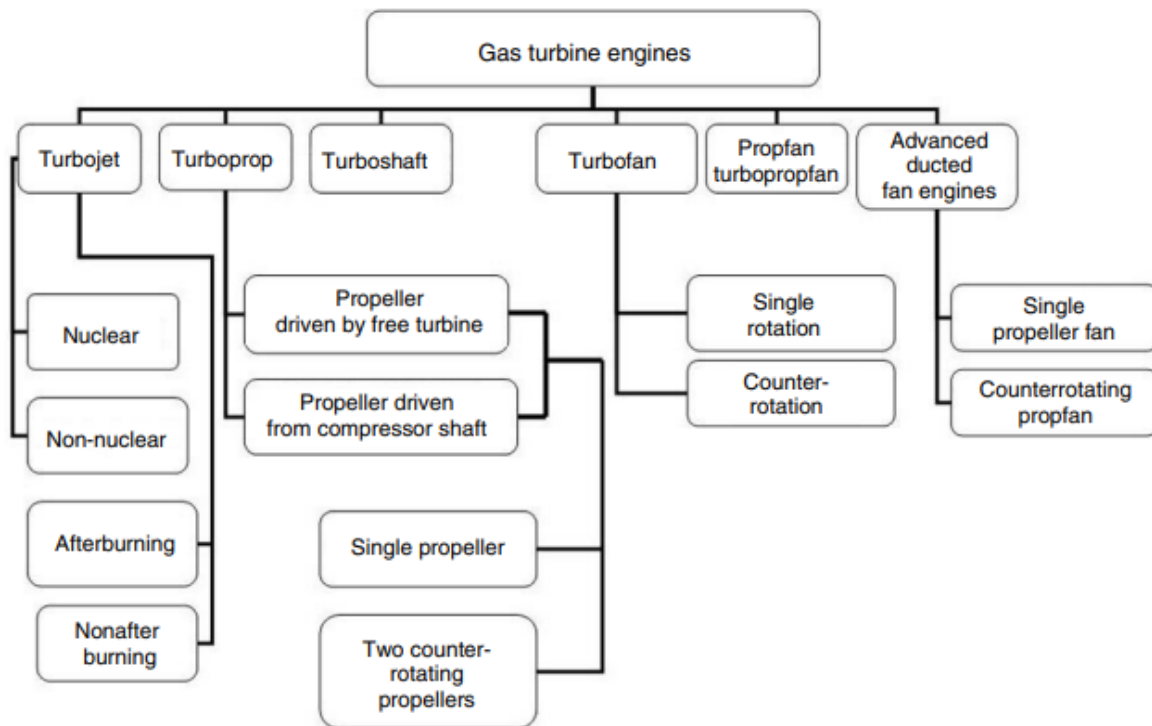 Gas turbine engines
Turbojet
Turboprop
Turboshaft
Turbofan
Propfan
turbopropfan
Advanced
ducted
fan engines
Nuclear
Non-nuclear
Afterburning
Nonafter
burning
Propeller
driven by free turbine
Propeller driven
from compressor shaft
Single propeller
Two counter-
rotating
propellers
Single
rotation
Counter-
rotation
Single
propeller fan
Counterrotating
propfan